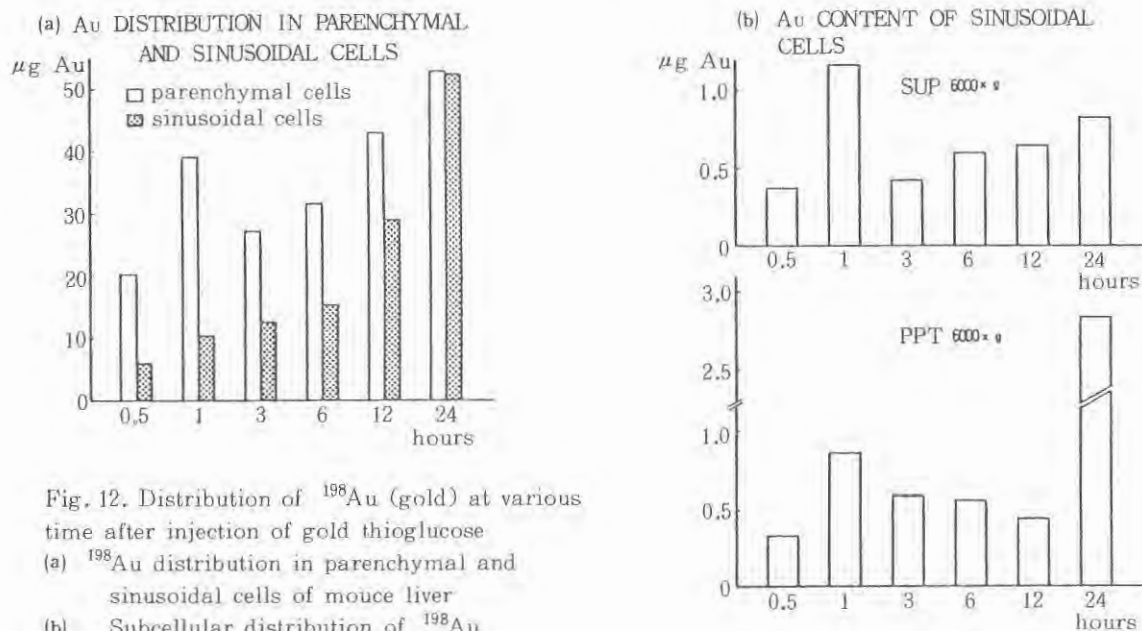 (a) Au DISTRIBUTION IN PARENCHYMAL
AND SINUSOIDAL CELLS
μg Au
50
40
30
20
10
0
□ parenchymal cells
▩ sinusoidal cells
0,5 1 3 6 12 24
hours
Fig. 12. Distribution of ¹⁹⁸Au (gold) at various
time after injection of gold thioglucose
(a) ¹⁹⁸Au distribution in parenchymal and
sinusoidal cells of mouce liver
(b) Subcellular distribution of ¹⁹⁸Au
(b) Au CONTENT OF SINUSOIDAL
CELLS
μg Au
1.0
0.5
0
SUP 6000× g
0.5 1 3 6 12 24
hours
3.0
2.5
1.0
0.5
0
PPT 6000× g
0.5 1 3 6 12 24
hours